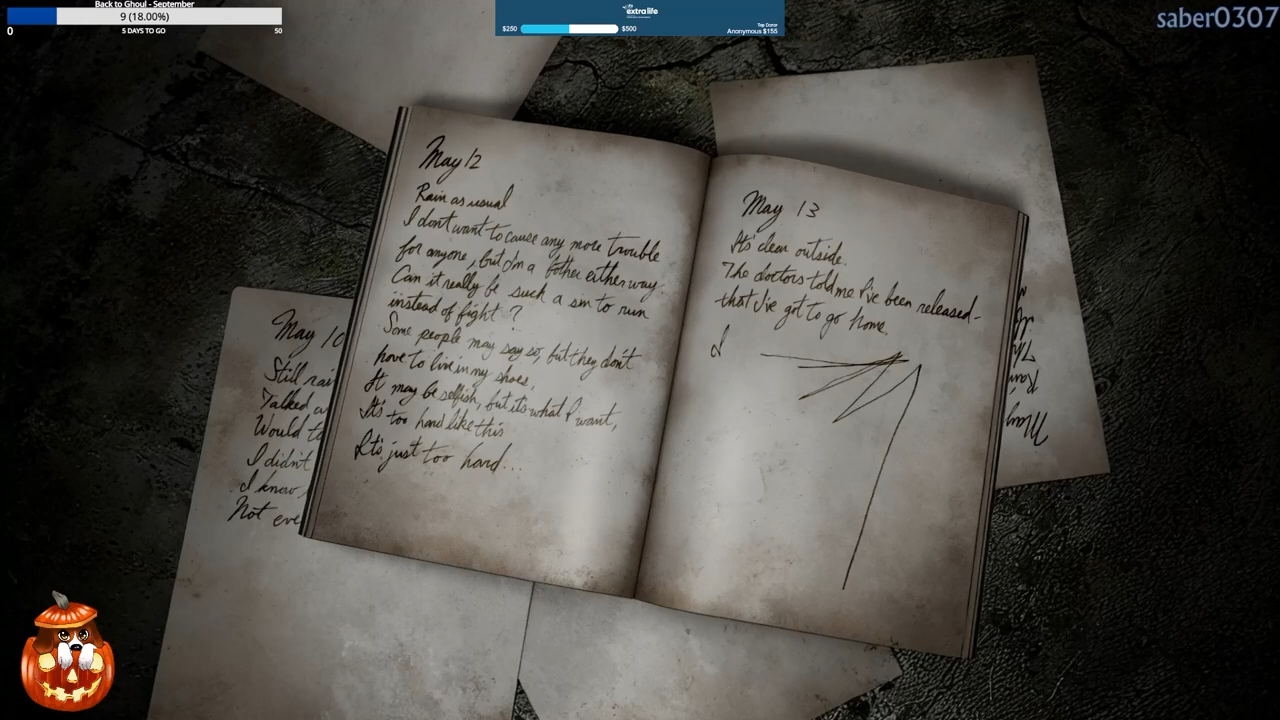 Back to Ghoul - September
9 (18.00%)
0
5 DAYS TO GO
50
extra life
$250
$500
Top Donor
Anonymous $155
saber0307
May 12
Rain as usual
I don't want to cause any more trouble
for anyone, but I'm a bother either way
Can it really be such a sin to run
instead of fight?
Some people may say so, but they don't
have to live in my shoes.
It may be selfish, but it's what I want,
It's too hard like this
It's just too hard...
May 13
It's clear outside.
The doctors told me I've been released-
that I've got to go home.
I
May 10
Still rai
Talked a
Would to
I didn't
I know
Not eve
May
Rai